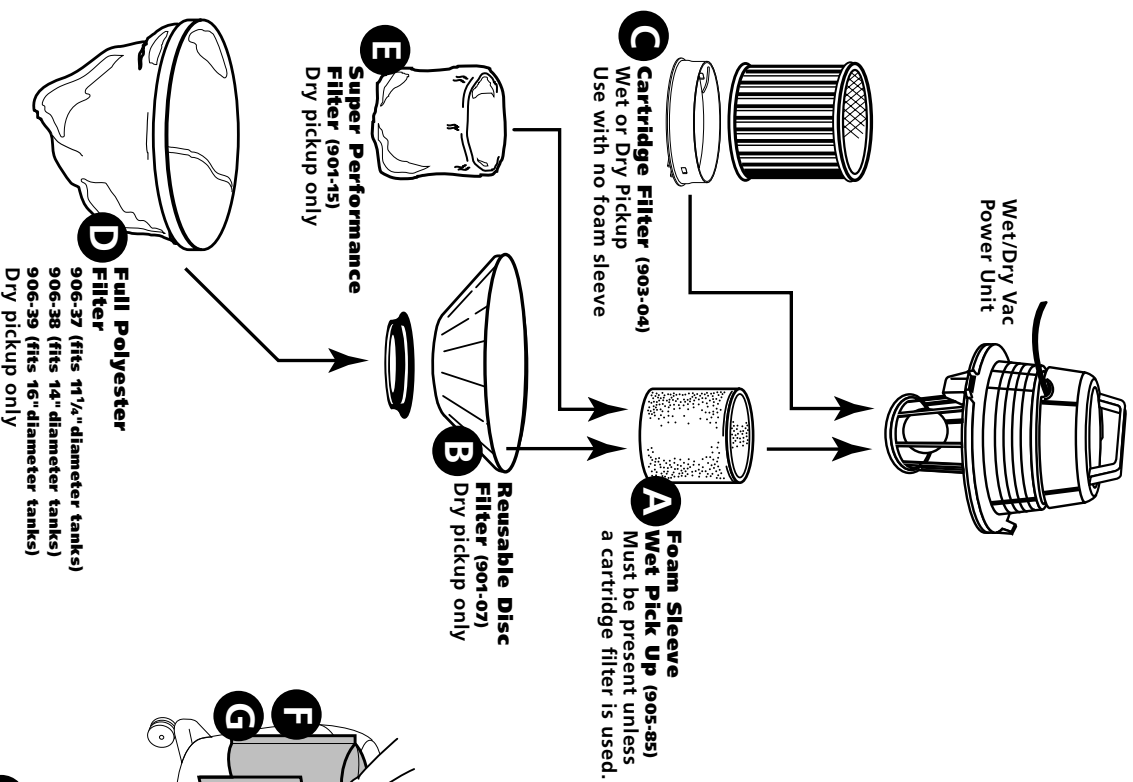 Wet/Dry Vac
Power Unit
C
Cartridge Filter (903-04)
Wet or Dry Pickup
Use with no foam sleeve
E
Super Performance
Filter (901-15)
Dry pickup only
A
Foam Sleeve
Wet Pick Up (905-85)
Must be present unless
a cartridge filter is used.
B
Reusable Disc
Filter (901-07)
Dry pickup only
D
Full Polyester
Filter
906-37 (fits 11 1/4" diameter tanks)
906-38 (fits 14" diameter tanks)
906-39 (fits 16" diameter tanks)
Dry pickup only
F
G